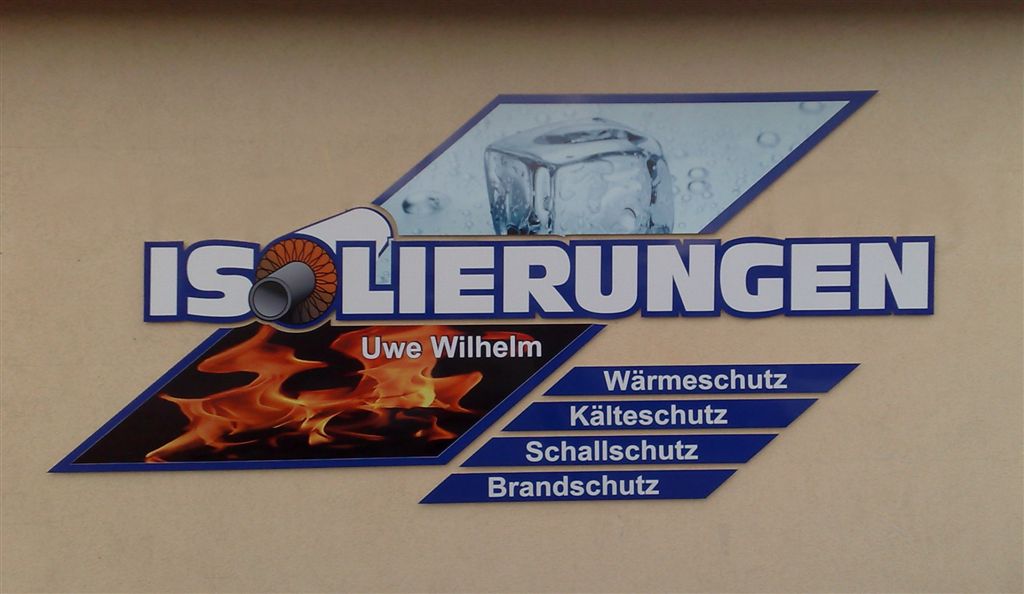 ISOLIERUNGEN
Uwe Wilhelm
Wärmeschutz
Kälteschutz
Schallschutz
Brandschutz